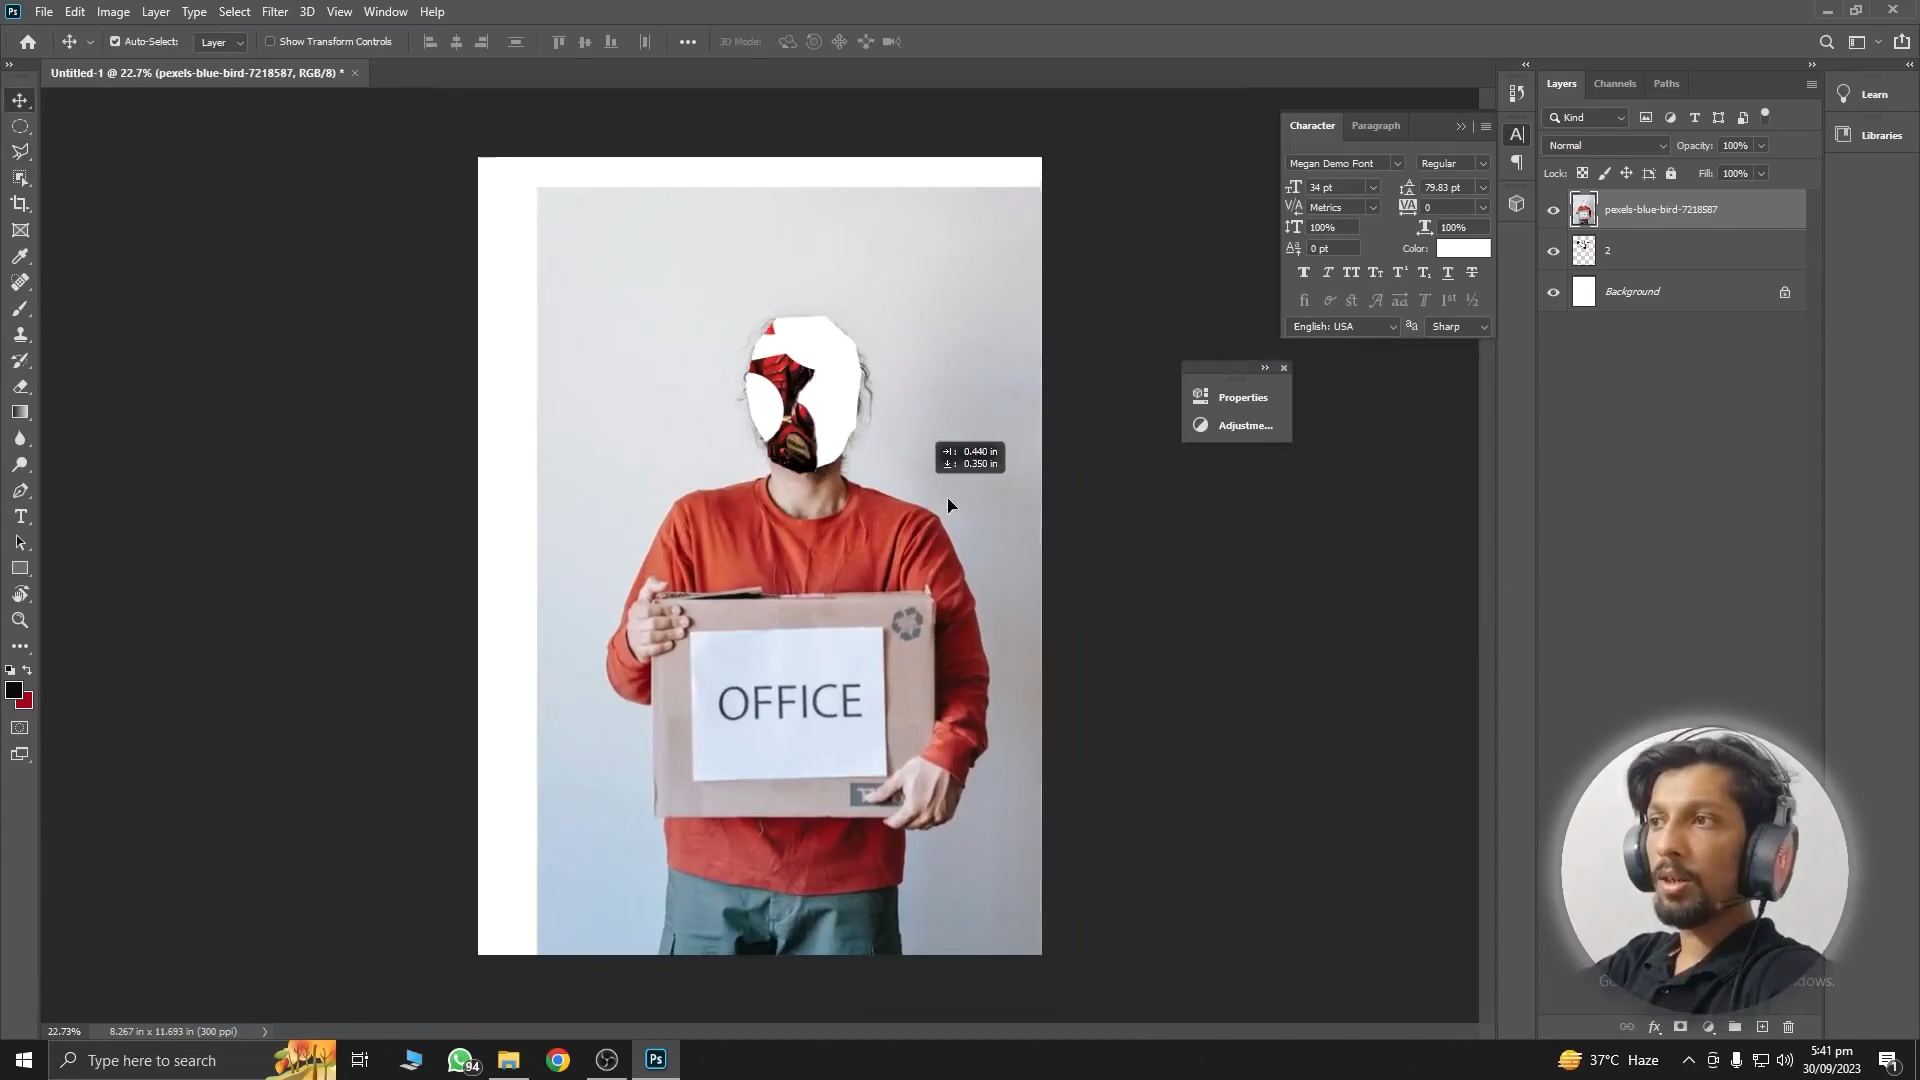 Ps File Edit Image Layer Type Select Filter 3D View Window Help
Auto-Select: Layer Show Transform Controls 3D Mode:
Untitled-1 @ 22.7% (pexels-blue-bird-7218587, RGB/8) *
Character Paragraph
Megan Demo Font Regular
34 pt 79.83 pt
Metrics 0
100% 100%
0 pt Color:
English: USA Sharp
Properties
Adjustme...
0.440 in
0.350 in
OFFICE
Layers Channels Paths
Kind
Normal Opacity: 100%
Lock: Fill: 100%
pexels-blue-bird-7218587
2
Background
Learn
Libraries
22.73% 8.267 in x 11.693 in (300 ppi)
Type here to search
94
Ps
37°C Haze
5:41 pm
30/09/2023
1